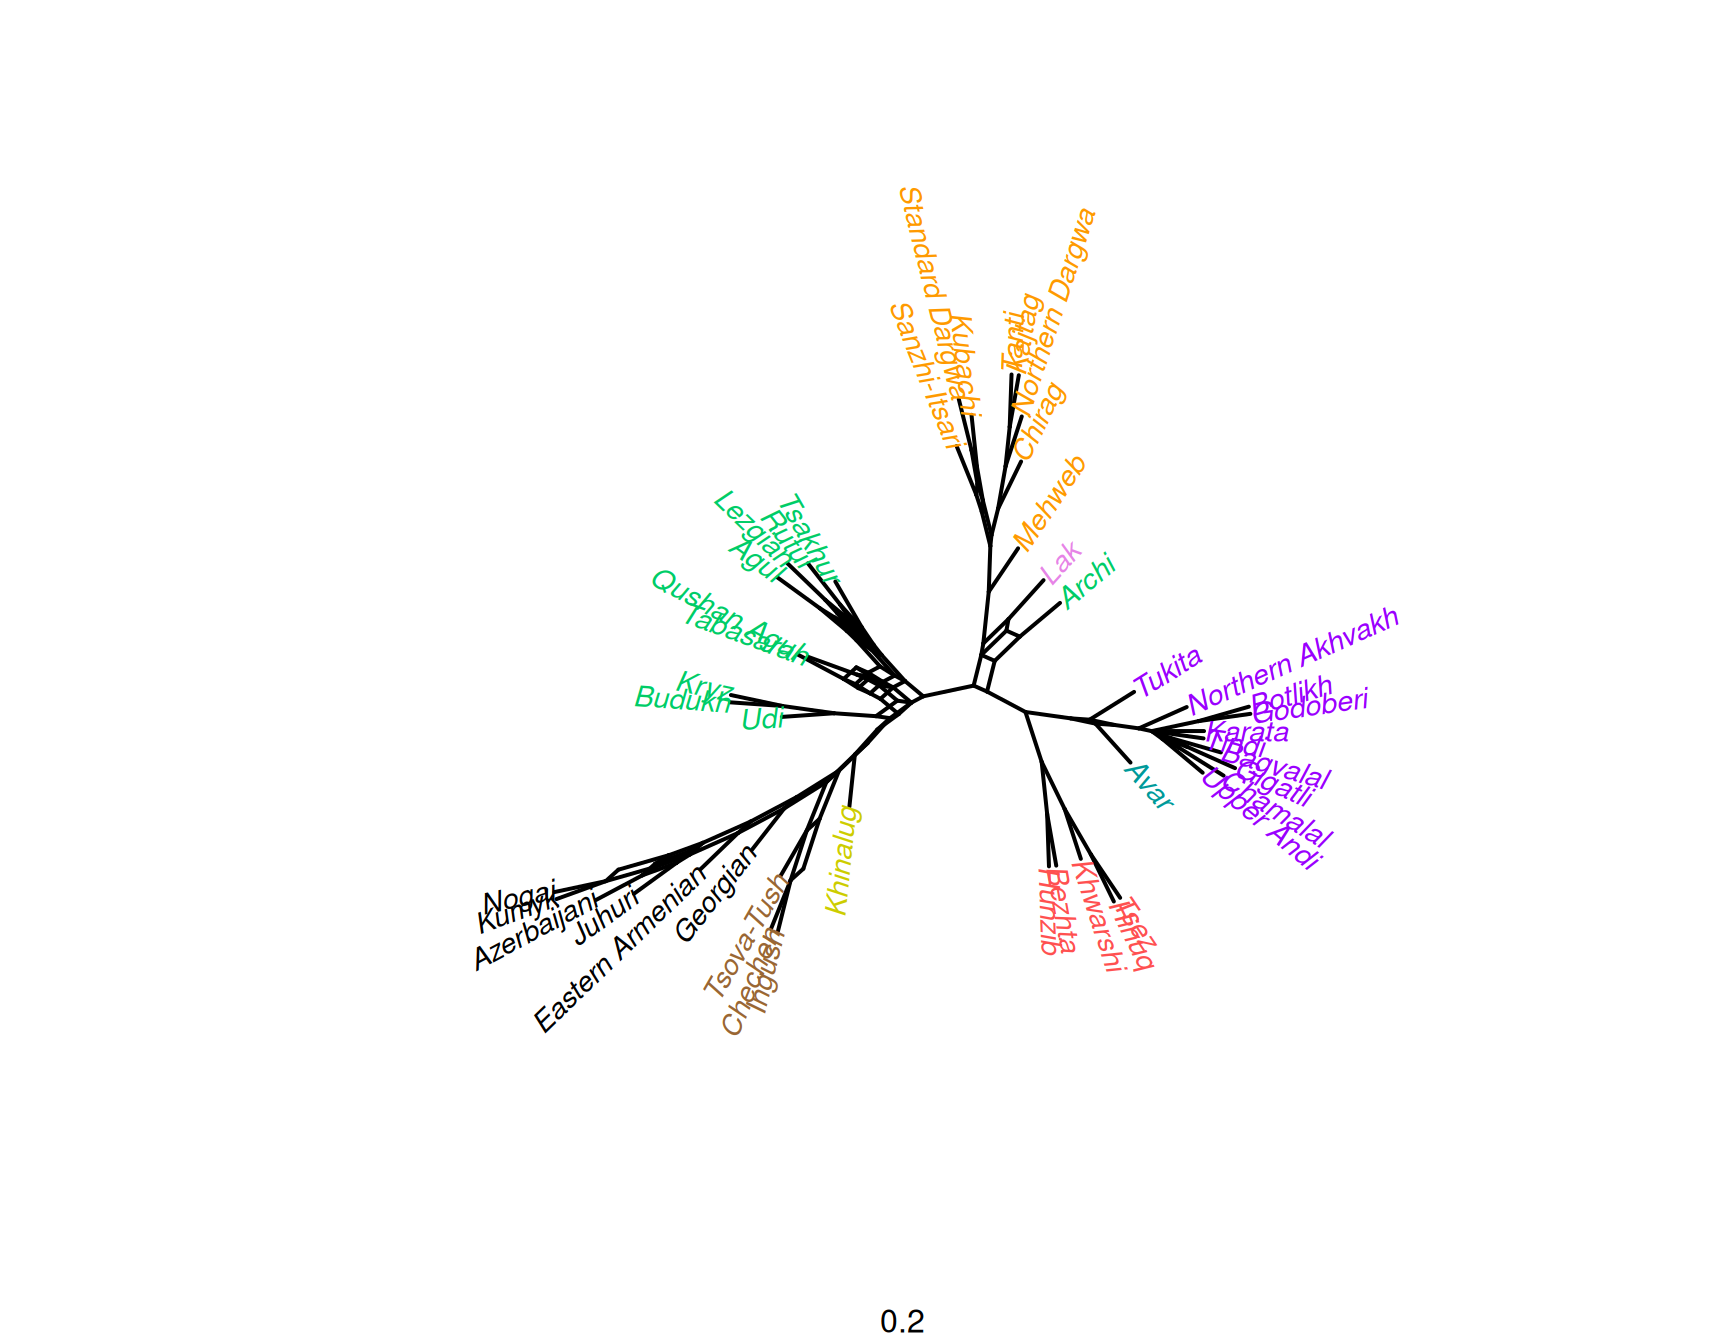 Standard Dargwa
Sanzhi-Itsari
Kubachi
Tanti
Kajtag
Northern Dargwa
Chirag
Mehweb
Lak
Archi
Tsakhur
Rutul
Lezgian
Agul
Qushan Agul
Tabasaran
Kryz
Budukh
Udi
Tukita
Northern Akhvakh
Botlikh
Godoberi
Karata
Tindi
Bagvalal
Gigatli
Chamalal
Upper Andi
Avar
Nogai
Kumyk
Azerbaijani
Juhuri
Eastern Armenian
Georgian
Tsova-Tush
Chechen
Ingush
Khinalug
Hunzib
Bezhta
Khwarshi
Hinuq
Tsez
0.2